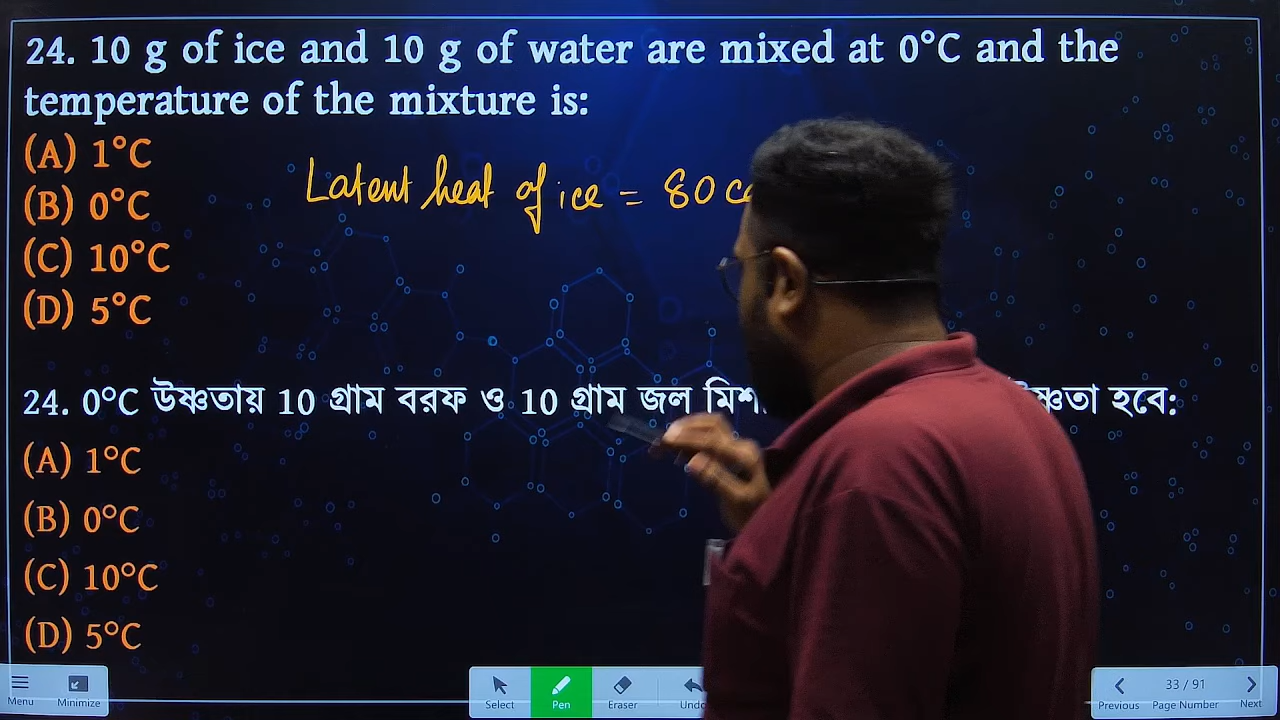 24. 10 g of ice and 10 g of water are mixed at 0°C and the
temperature of the mixture is:
(A) 1°C
(B) 0°C
(C) 10°C
(D) 5°C
Latent heat of ice = 80
24. 0°C উষ্ণতায় 10 গ্রাম বরফ ও 10 গ্রাম জল হবে:
(A) 1°C
(B) 0°C
(C) 10°C
(D) 5°C
Menu
Minimize
Select
Pen
Eraser
Undo
Previous
33 / 91
Page Number
Next